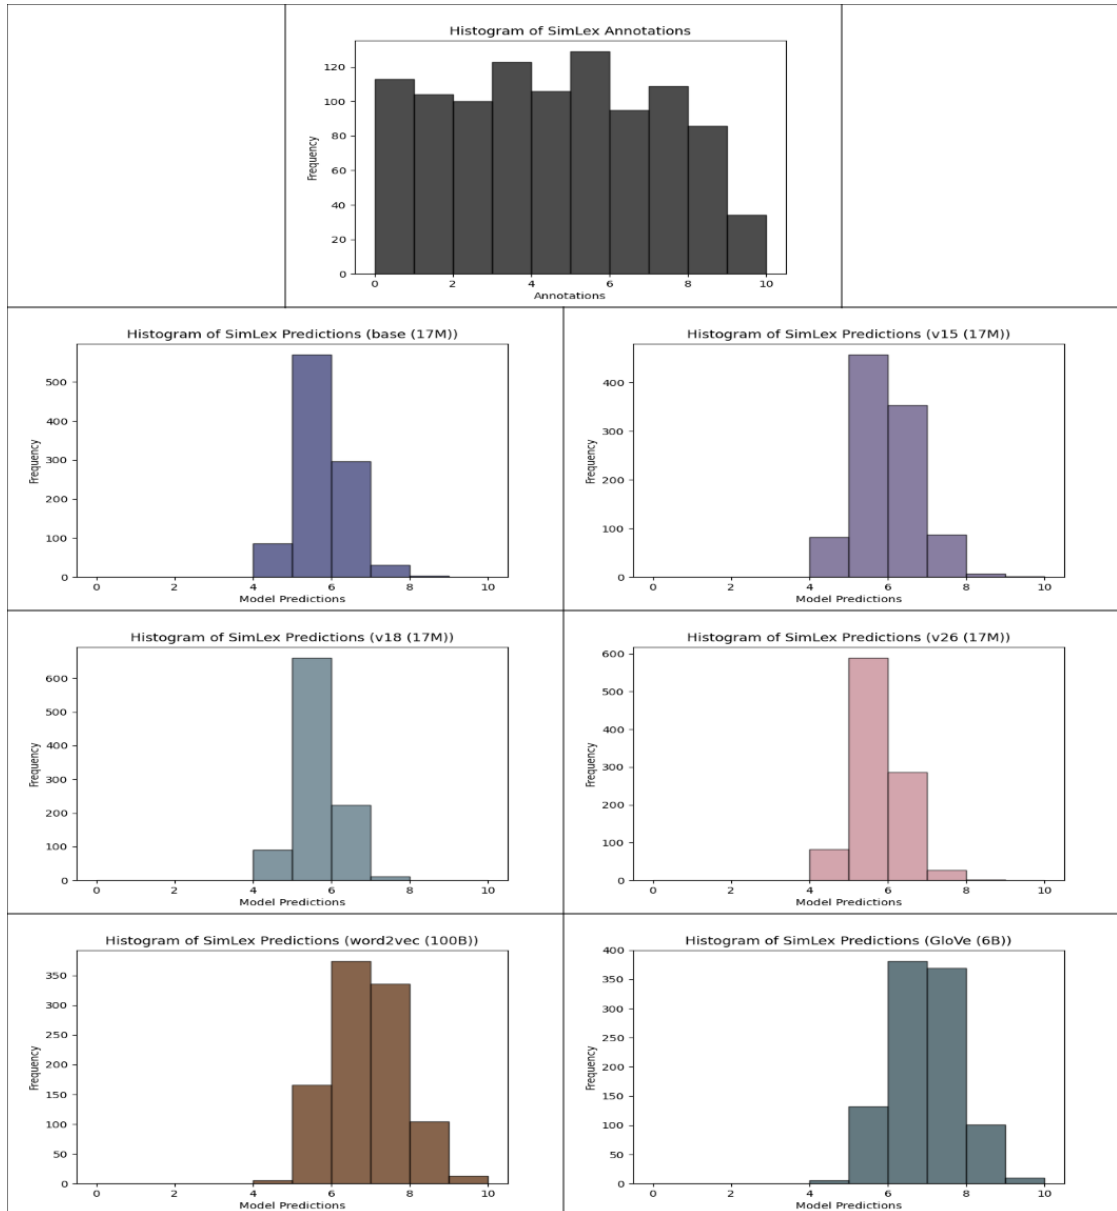 Histogram of SimLex Annotations
Frequency
120
100
80
60
40
20
0
0 2 4 6 8 10
Annotations
Histogram of SimLex Predictions (base (17M))
Frequency
500
400
300
200
100
0
0 2 4 6 8 10
Model Predictions
Histogram of SimLex Predictions (v15 (17M))
Frequency
400
300
200
100
0
0 2 4 6 8 10
Model Predictions
Histogram of SimLex Predictions (v18 (17M))
Frequency
600
500
400
300
200
100
0
0 2 4 6 8 10
Model Predictions
Histogram of SimLex Predictions (v26 (17M))
Frequency
600
500
400
300
200
100
0
0 2 4 6 8 10
Model Predictions
Histogram of SimLex Predictions (word2vec (100B))
Frequency
350
300
250
200
150
100
50
0
0 2 4 6 8 10
Model Predictions
Histogram of SimLex Predictions (GloVe (6B))
Frequency
400
350
300
250
200
150
100
50
0
0 2 4 6 8 10
Model Predictions